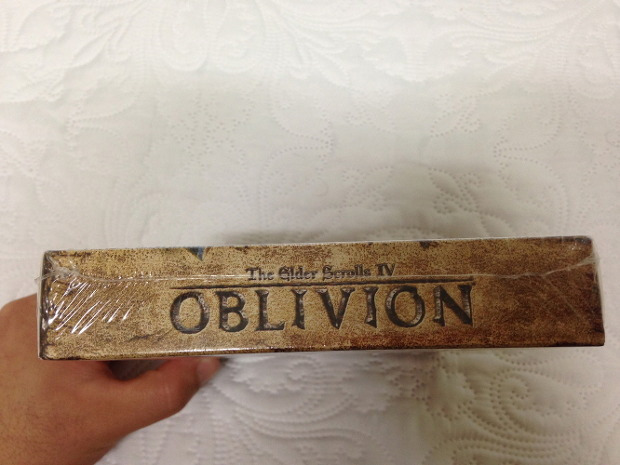 The Elder Scrolls IV
OBLIVION